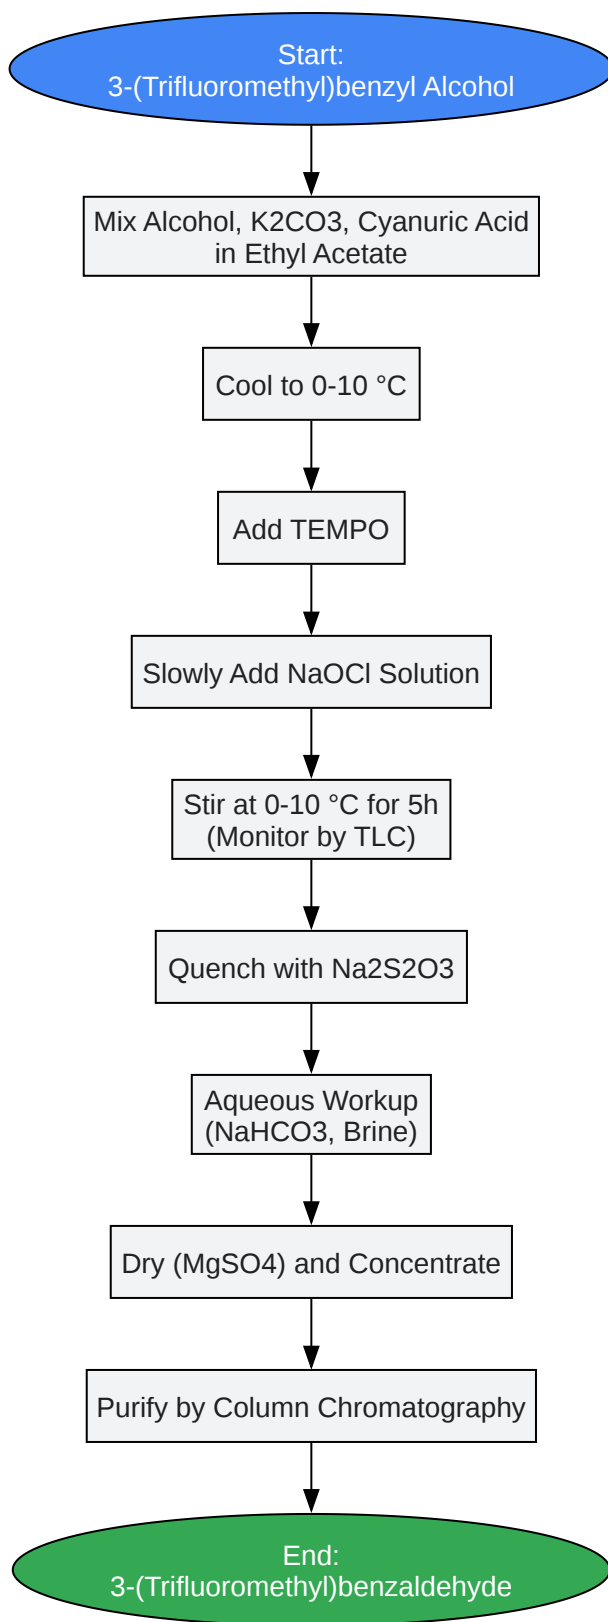 Start:
3-(Trifluoromethyl)benzyl Alcohol
Mix Alcohol, K2CO3, Cyanuric Acid
in Ethyl Acetate
Cool to 0-10 °C
Add TEMPO
Slowly Add NaOCl Solution
Stir at 0-10 °C for 5h
(Monitor by TLC)
Quench with Na2S2O3
Aqueous Workup
(NaHCO3, Brine)
Dry (MgSO4) and Concentrate
Purify by Column Chromatography
End:
3-(Trifluoromethyl)benzaldehyde